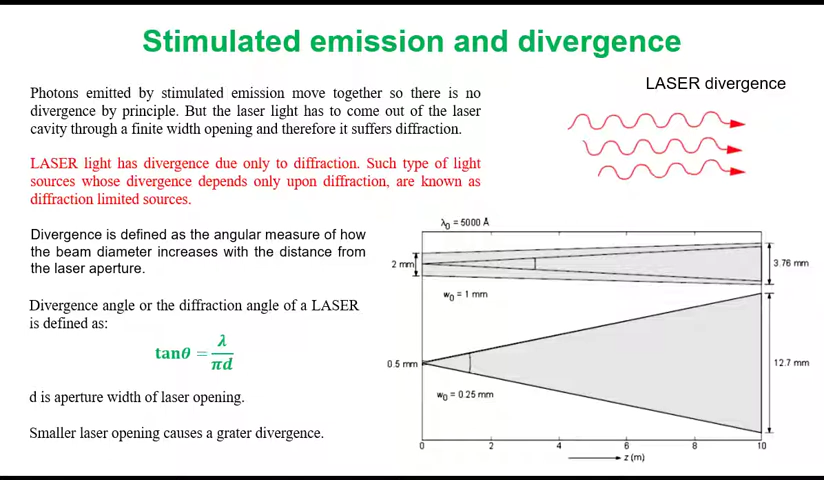 Stimulated emission and divergence
Photons emitted by stimulated emission move together so there is no
divergence by principle. But the laser light has to come out of the laser
cavity through a finite width opening and therefore it suffers diffraction.
LASER light has divergence due only to diffraction. Such type of light
sources whose divergence depends only upon diffraction, are known as
diffraction limited sources.
Divergence is defined as the angular measure of how
the beam diameter increases with the distance from
the laser aperture.
Divergence angle or the diffraction angle of a LASER
is defined as:
tanθ = λ/πd
d is aperture width of laser opening.
Smaller laser opening causes a grater divergence.
LASER divergence
λ₀ = 5000 Å
2 mm
3.76 mm
w₀ = 1 mm
0.5 mm
12.7 mm
w₀ = 0.25 mm
0 2 4 6 8 10
z (m)